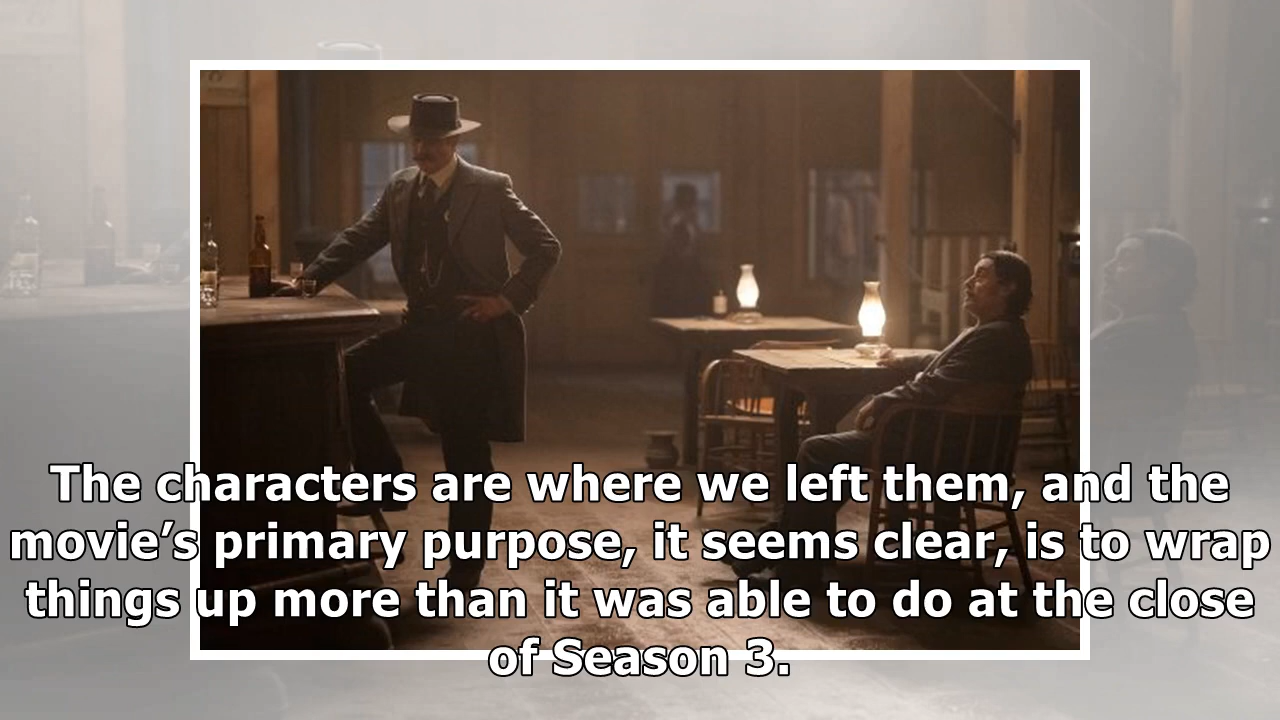 The characters are where we left them, and the
movie’s primary purpose, it seems clear, is to wrap
things up more than it was able to do at the close
of Season 3.